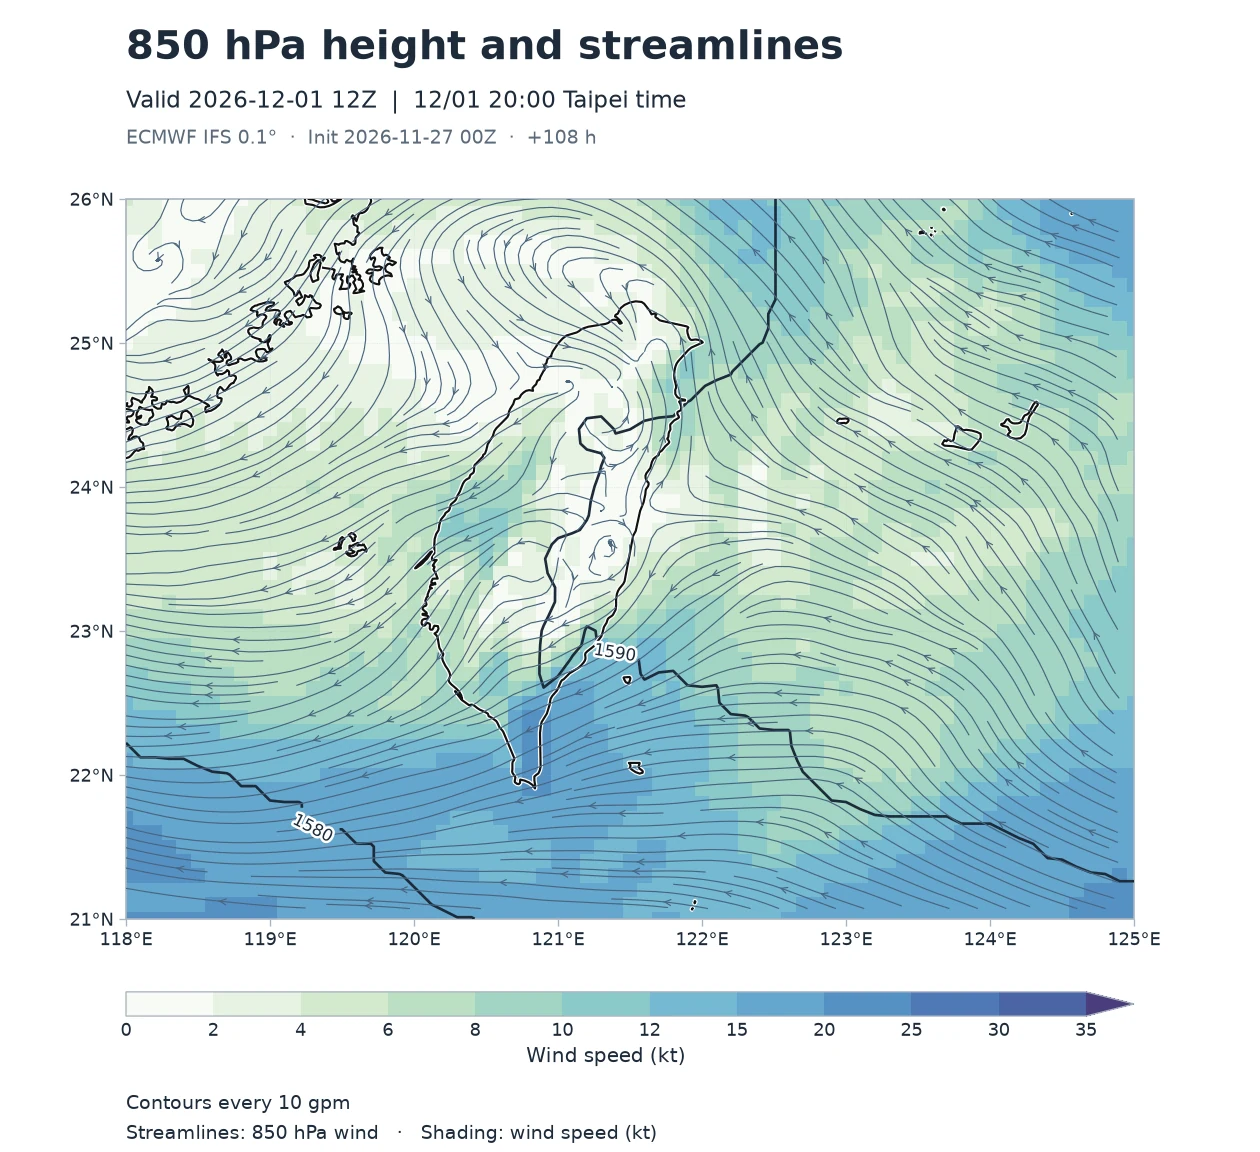 850 hPa height and streamlines
Valid 2026-12-01 12Z | 12/01 20:00 Taipei time
ECMWF IFS 0.1° · Init 2026-11-27 00Z · +108 h
26°N
25°N
24°N
23°N
22°N
21°N
1590
1580
118°E 119°E 120°E 121°E 122°E 123°E 124°E 125°E
0 2 4 6 8 10 12 15 20 25 30 35
Wind speed (kt)
Contours every 10 gpm
Streamlines: 850 hPa wind · Shading: wind speed (kt)